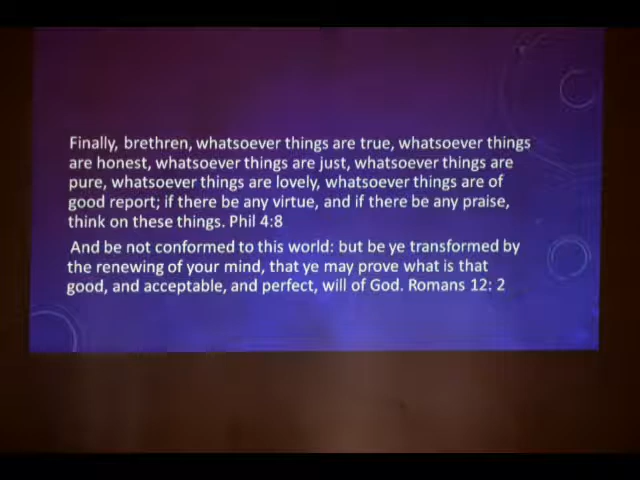 Finally, brethren, whatsoever things are true, whatsoever things
are honest, whatsoever things are just, whatsoever things are
pure, whatsoever things are lovely, whatsoever things are of
good report; if there be any virtue, and if there be any praise,
think on these things. Phil 4:8
And be not conformed to this world: but be ye transformed by
the renewing of your mind, that ye may prove what is that
good, and acceptable, and perfect, will of God. Romans 12: 2